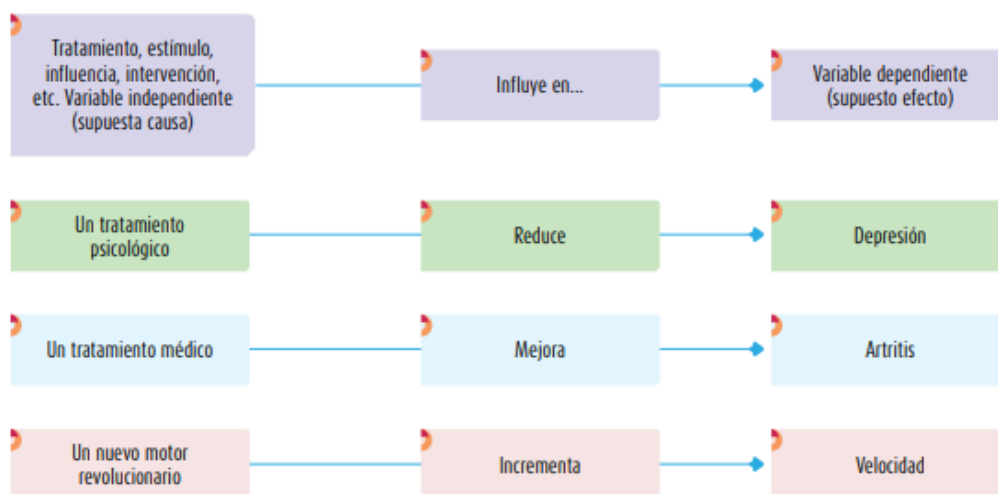 Tratamiento, estímulo,
influencia, intervención,
etc. Variable independiente
(supuesta causa)
Influye en...
Variable dependiente
(supuesto efecto)
Un tratamiento
psicológico
Reduce
Depresión
Un tratamiento médico
Mejora
Artritis
Un nuevo motor
revolucionario
Incrementa
Velocidad